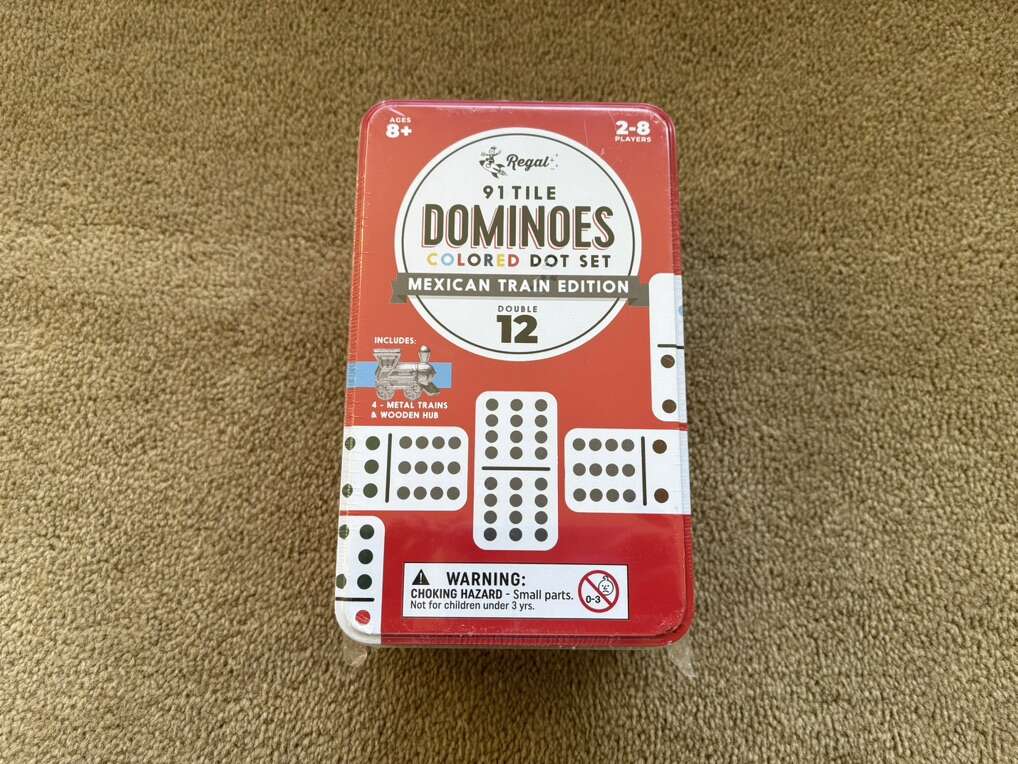 AGES
8+
2-8
PLAYERS
Regal
91 TILE
DOMINOES
COLORED DOT SET
MEXICAN TRAIN EDITION
DOUBLE
12
INCLUDES:
4 - METAL TRAINS
& WOODEN HUB
WARNING:
CHOKING HAZARD - Small parts.
Not for children under 3 yrs.
0-3